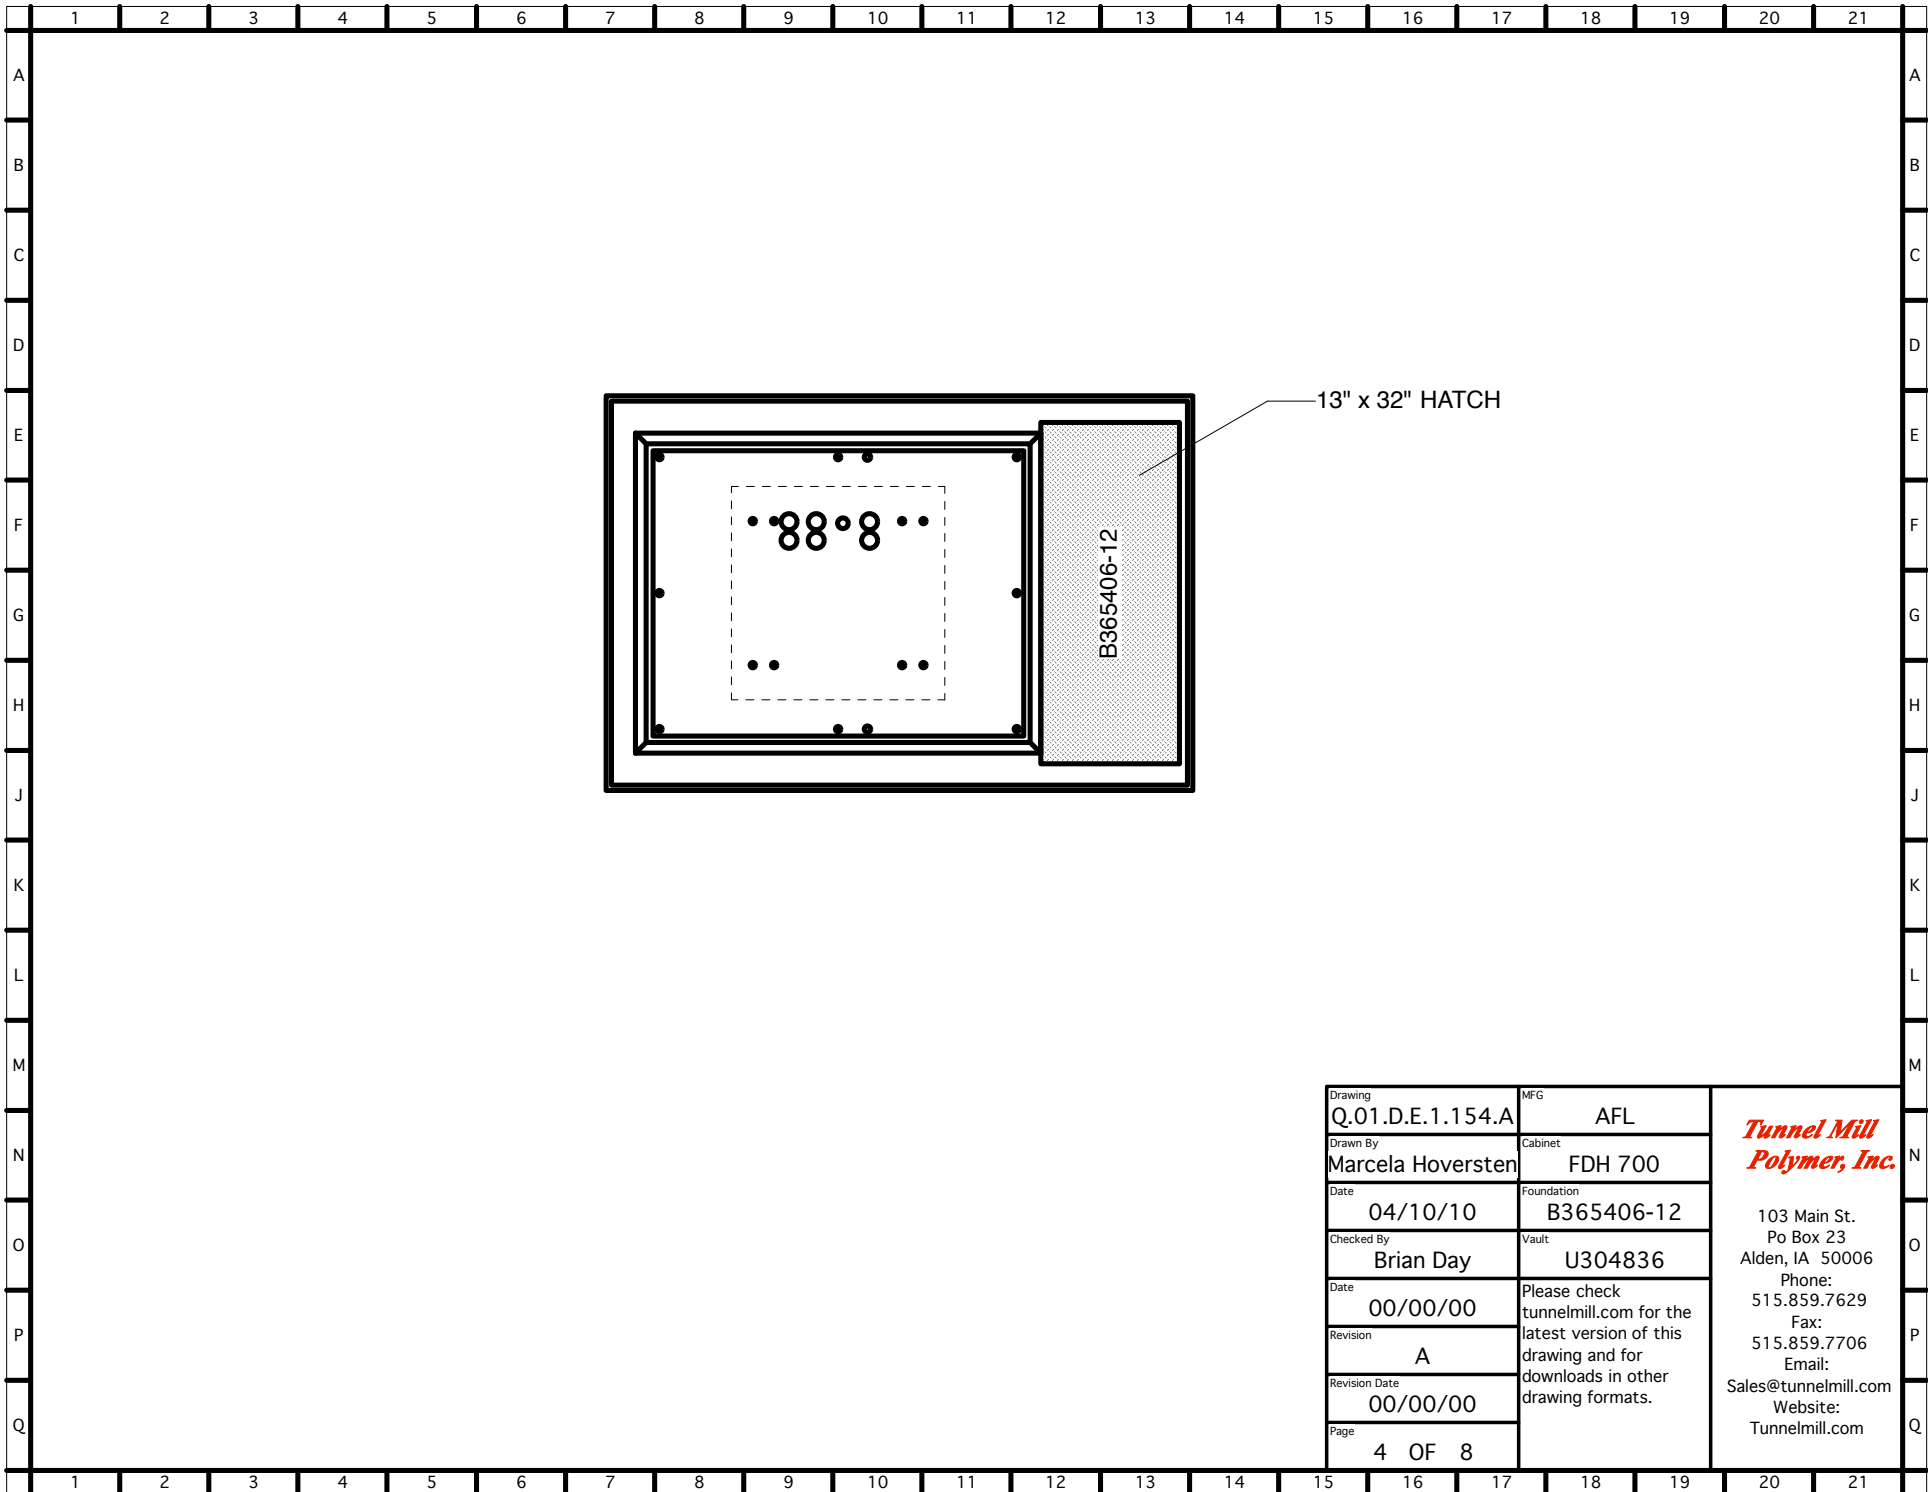 1 2 3 4 5 6 7 8 9 10 11 12 13 14 15 16 17 18 19 20 21
A A
B B
C C
D D
E E
F F
G G
H H
J J
K K
L L
M M
N N
O O
P P
Q Q
13" x 32" HATCH
B365406-12
Drawing
Q.01.D.E.1.154.A
MFG
AFL
Drawn By
Marcela Hoversten
Cabinet
FDH 700
Date
04/10/10
Foundation
B365406-12
Checked By
Brian Day
Vault
U304836
Date
00/00/00
Revision
A
Revision Date
00/00/00
Page
4 OF 8
Please check
tunnelmill.com for the
latest version of this
drawing and for
downloads in other
drawing formats.
Tunnel Mill
Polymer, Inc.
103 Main St.
Po Box 23
Alden, IA 50006
Phone:
515.859.7629
Fax:
515.859.7706
Email:
Sales@tunnelmill.com
Website:
Tunnelmill.com
1 2 3 4 5 6 7 8 9 10 11 12 13 14 15 16 17 18 19 20 21